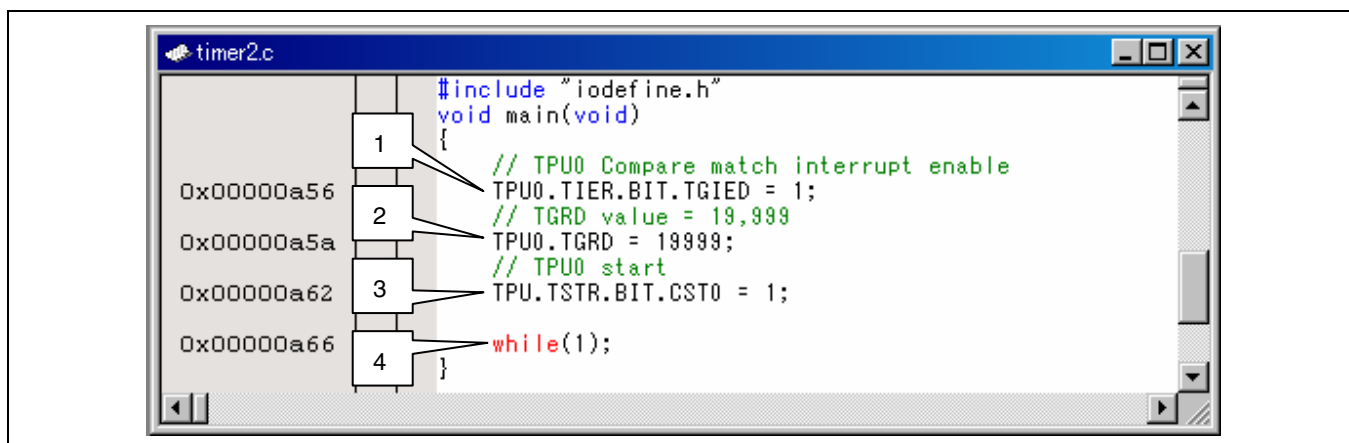 timer2.c
#include "iodefine.h"
void main(void)
{
1
// TPU0 Compare match interrupt enable
0x00000a56 TPU0.TIER.BIT.TGIED = 1;
2
// TGRD value = 19,999
0x00000a5a TPU0.TGRD = 19999;
// TPU0 start
0x00000a62 3 TPU.TSTR.BIT.CST0 = 1;
0x00000a66 while(1);
4
}